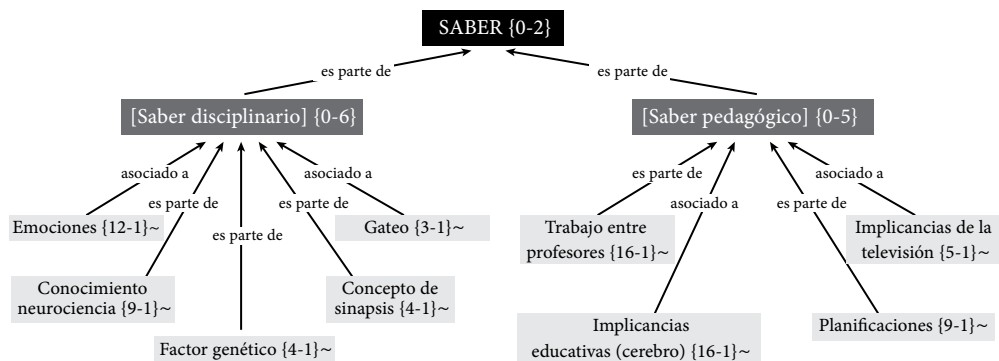 SABER {0-2}
es parte de
es parte de
[Saber disciplinario] {0-6}
[Saber pedagógico] {0-5}
asociado a
asociado a
es parte de
es parte de
es parte de
es parte de
asociado a
asociado a
es parte de
Emociones {12-1}~
Gateo {3-1}~
Conocimiento
neurociencia {9-1}~
Concepto de
sinapsis {4-1}~
Factor genético {4-1}~
Trabajo entre
profesores {16-1}~
Implicancias de la
televisión {5-1}~
Implicancias
educativas (cerebro) {16-1}~
Planificaciones {9-1}~